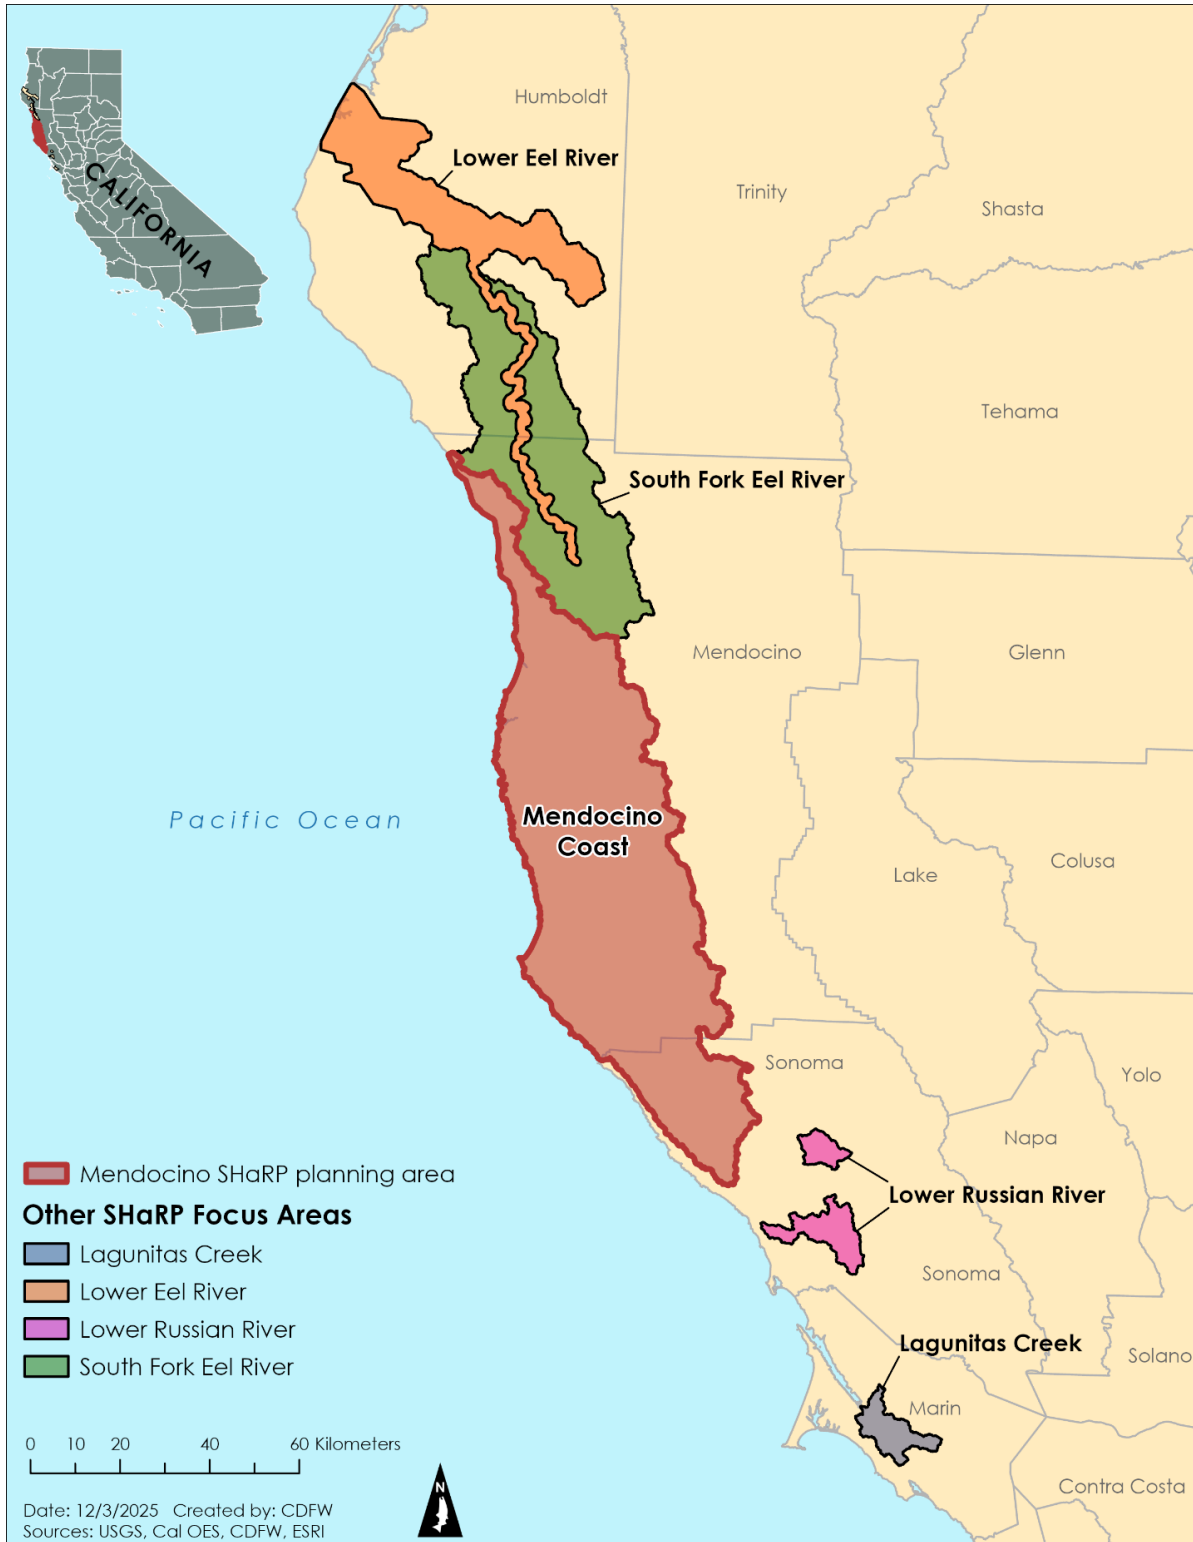 CALIFORNIA
Humboldt
Lower Eel River
Trinity
Shasta
Tehama
South Fork Eel River
Mendocino
Glenn
Pacific Ocean
Mendocino
Coast
Lake
Colusa
Sonoma
Yolo
Napa
Lower Russian River
Sonoma
Lagunitas Creek
Solano
Marin
Contra Costa
Mendocino SHaRP planning area
Other SHaRP Focus Areas
Lagunitas Creek
Lower Eel River
Lower Russian River
South Fork Eel River
0 10 20 40 60 Kilometers
N
Date: 12/3/2025 Created by: CDFW
Sources: USGS, Cal OES, CDFW, ESRI